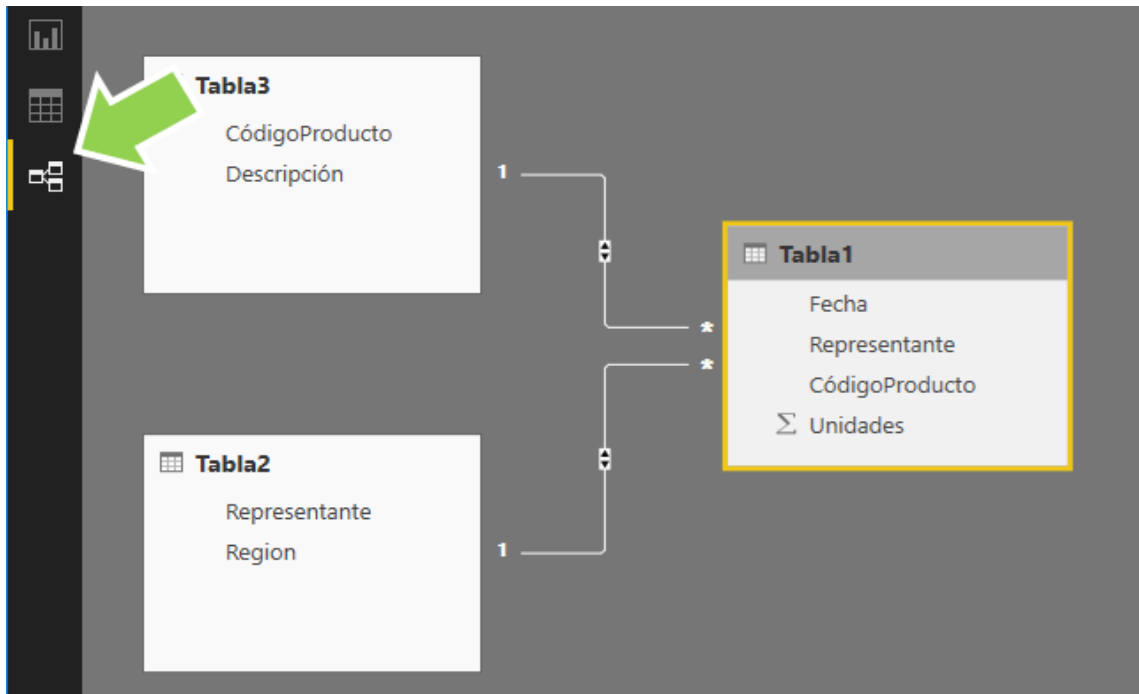 Tabla3
CódigoProducto
Descripción
1
*
Tabla1
Fecha
Representante
CódigoProducto
Σ Unidades
*
Tabla2
Representante
Region
1